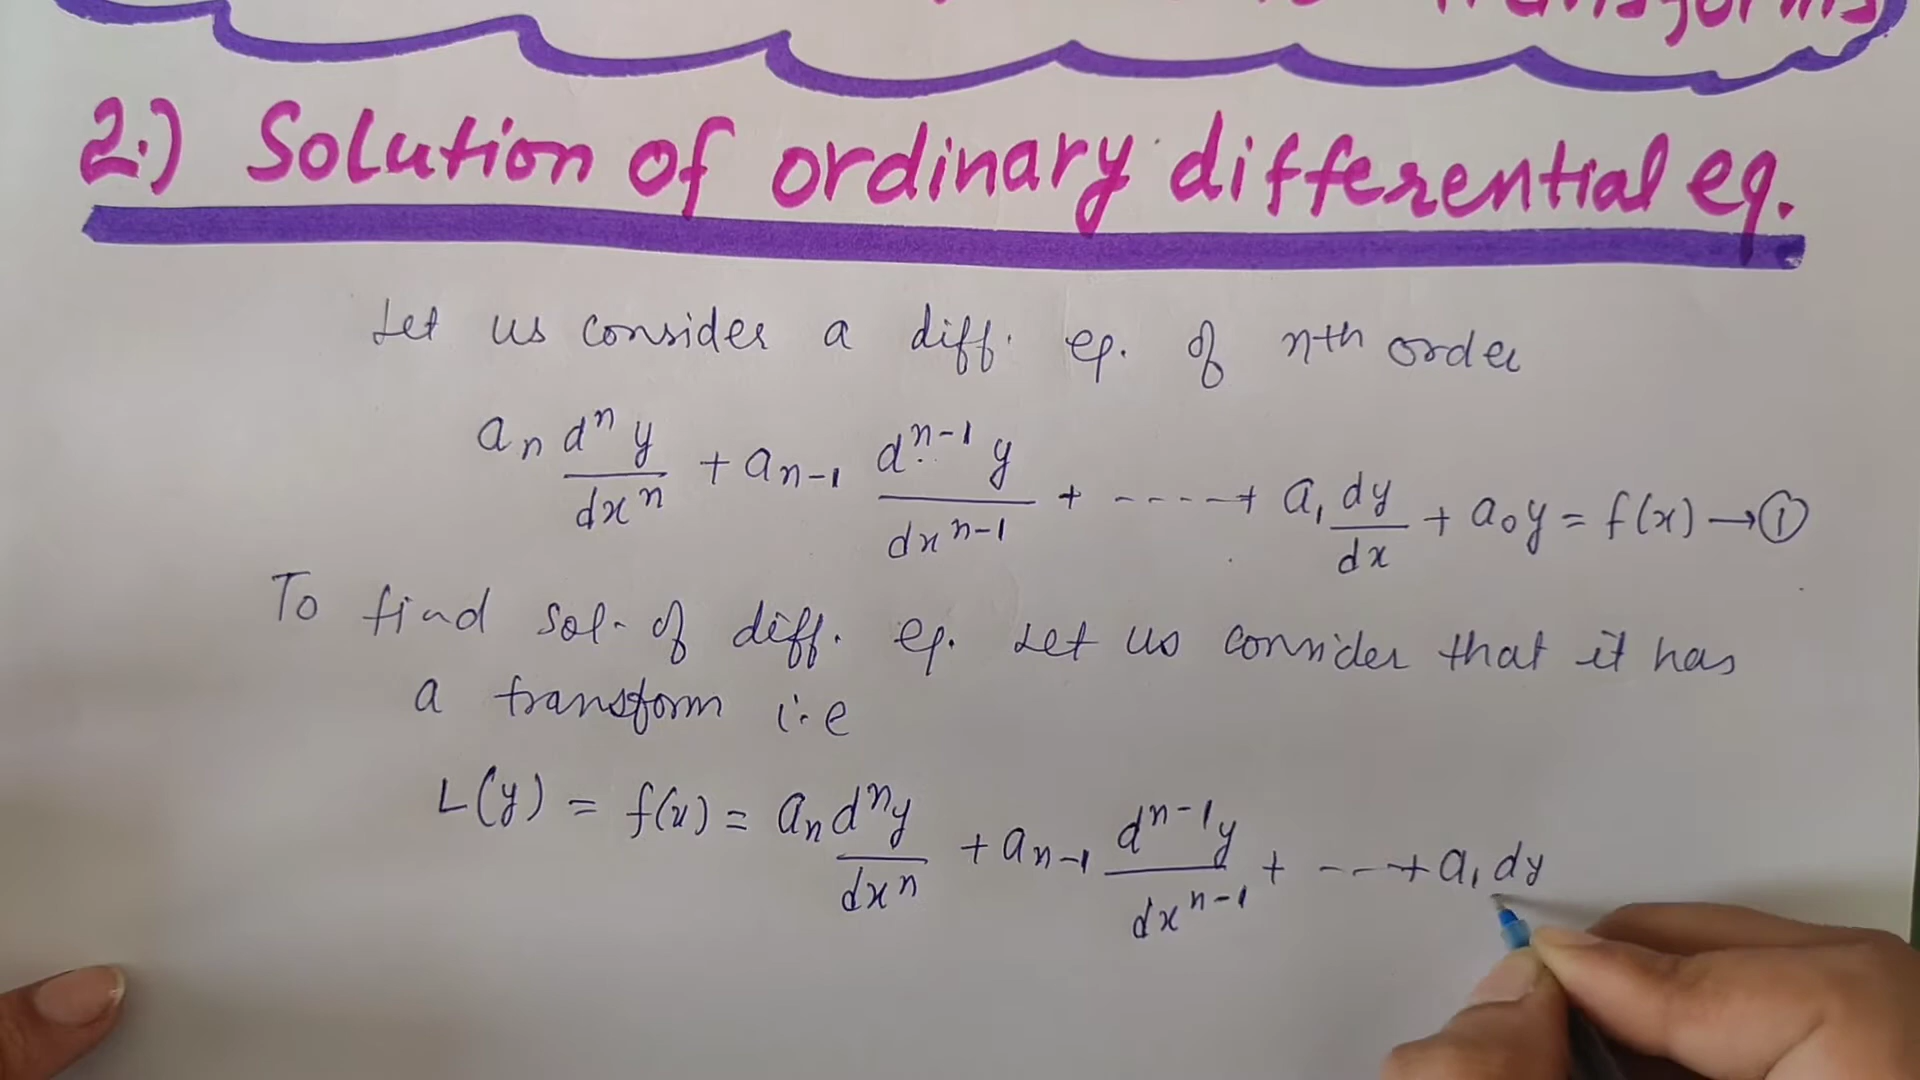 Transforms
2.) Solution of ordinary differential eq.
Let us consider a diff. eq. of nth order
aₙ dⁿy/dxⁿ + aₙ₋₁ dⁿ⁻¹y/dxⁿ⁻¹ + ----+ a₁ dy/dx + a₀y = f(x) → ①
To find sol. of diff. eq. Let us consider that it has
a transform i.e
L(y) = f(x) = aₙ dⁿy/dxⁿ + aₙ₋₁ dⁿ⁻¹y/dxⁿ⁻¹ + ---+ a₁ dy